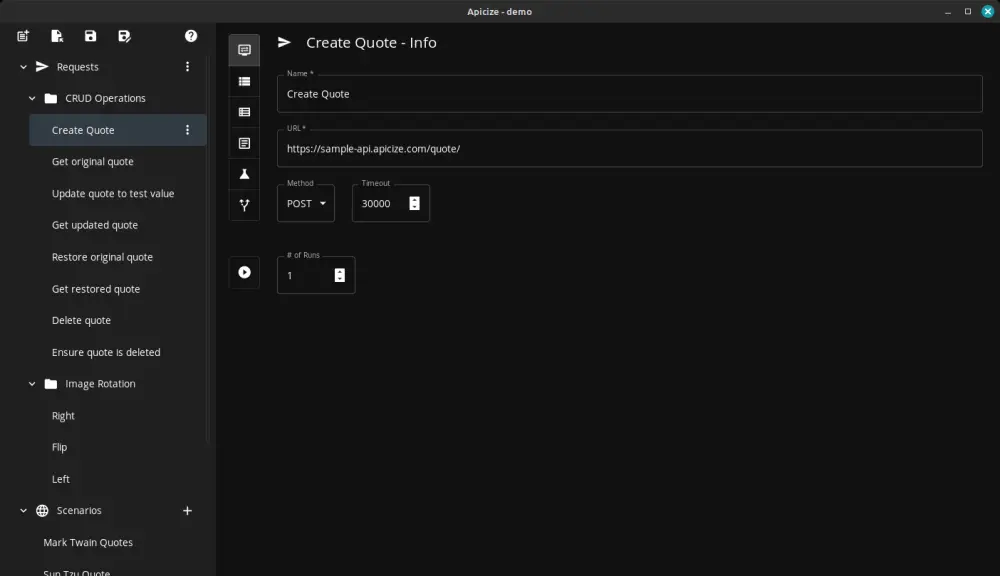 Apicize - demo
Requests
CRUD Operations
Create Quote
Get original quote
Update quote to test value
Get updated quote
Restore original quote
Get restored quote
Delete quote
Ensure quote is deleted
Image Rotation
Right
Flip
Left
Scenarios
Mark Twain Quotes
Sun Tzu Quote
Create Quote - Info
Name *
Create Quote
URL *
https://sample-api.apicize.com/quote/
Method
POST
Timeout
30000
# of Runs
1